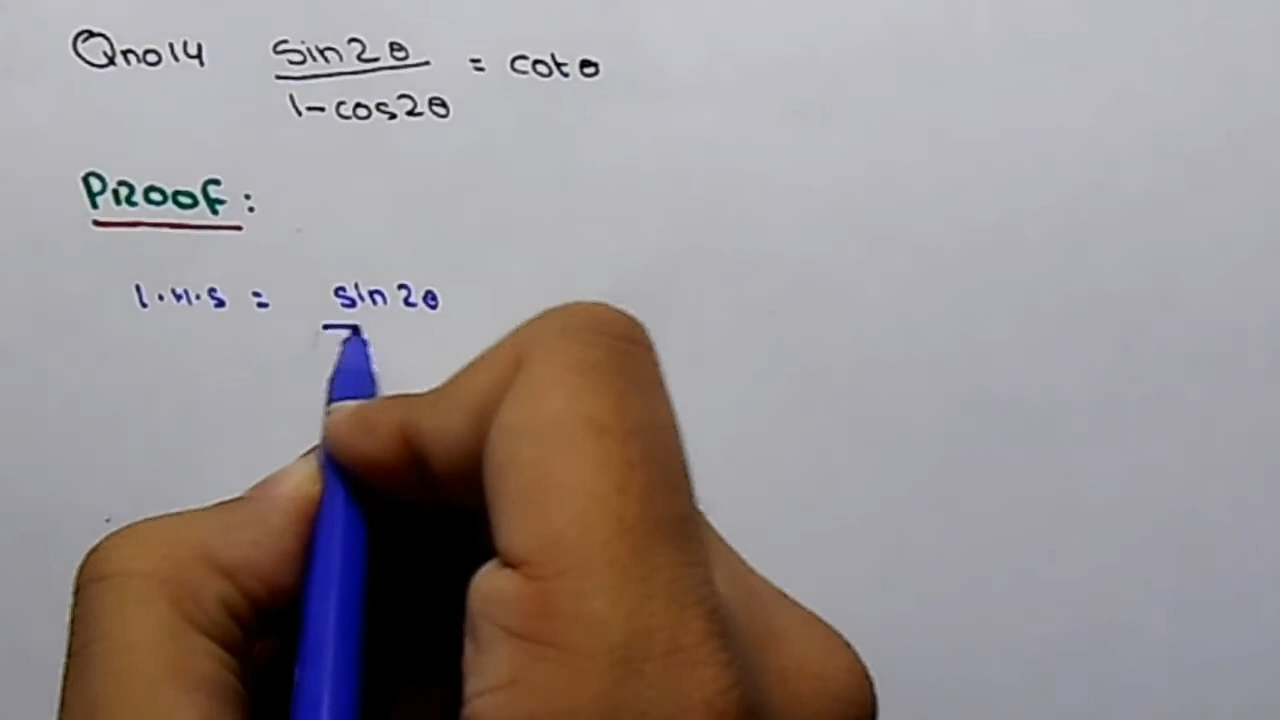 Qno14 sin2θ = cotθ
1-cos2θ
PROOF:
L.H.S = sin2θ